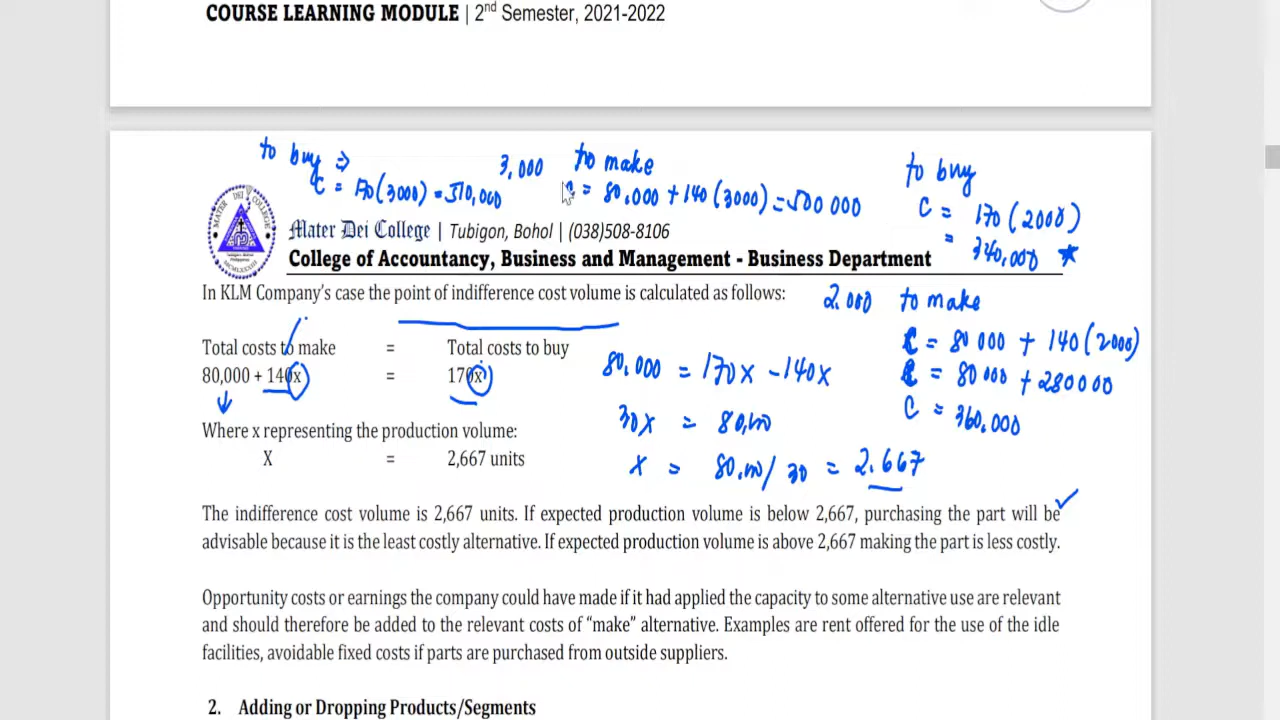 COURSE LEARNING MODULE | 2nd Semester, 2021-2022
to buy ⇒
C = 170(3000) = 510,000
3,000
to make
C = 80,000 + 140(3000) = 500 000
to buy
C = 170(2000)
= 340,000 ★
Mater Dei College | Tubigon, Bohol | (038)508-8106
College of Accountancy, Business and Management - Business Department
In KLM Company's case the point of indifference cost volume is calculated as follows:
2,000 to make
C = 80 000 + 140(2000)
C = 80 000 + 280000
C = 360,000
Total costs to make = Total costs to buy
80,000 + 140x = 170x
80,000 = 170x - 140x
30x = 80,000
x = 80,000/30 = 2,667
Where x representing the production volume:
X = 2,667 units
The indifference cost volume is 2,667 units. If expected production volume is below 2,667, purchasing the part will be
advisable because it is the least costly alternative. If expected production volume is above 2,667 making the part is less costly.
Opportunity costs or earnings the company could have made if it had applied the capacity to some alternative use are relevant
and should therefore be added to the relevant costs of “make” alternative. Examples are rent offered for the use of the idle
facilities, avoidable fixed costs if parts are purchased from outside suppliers.
2. Adding or Dropping Products/Segments